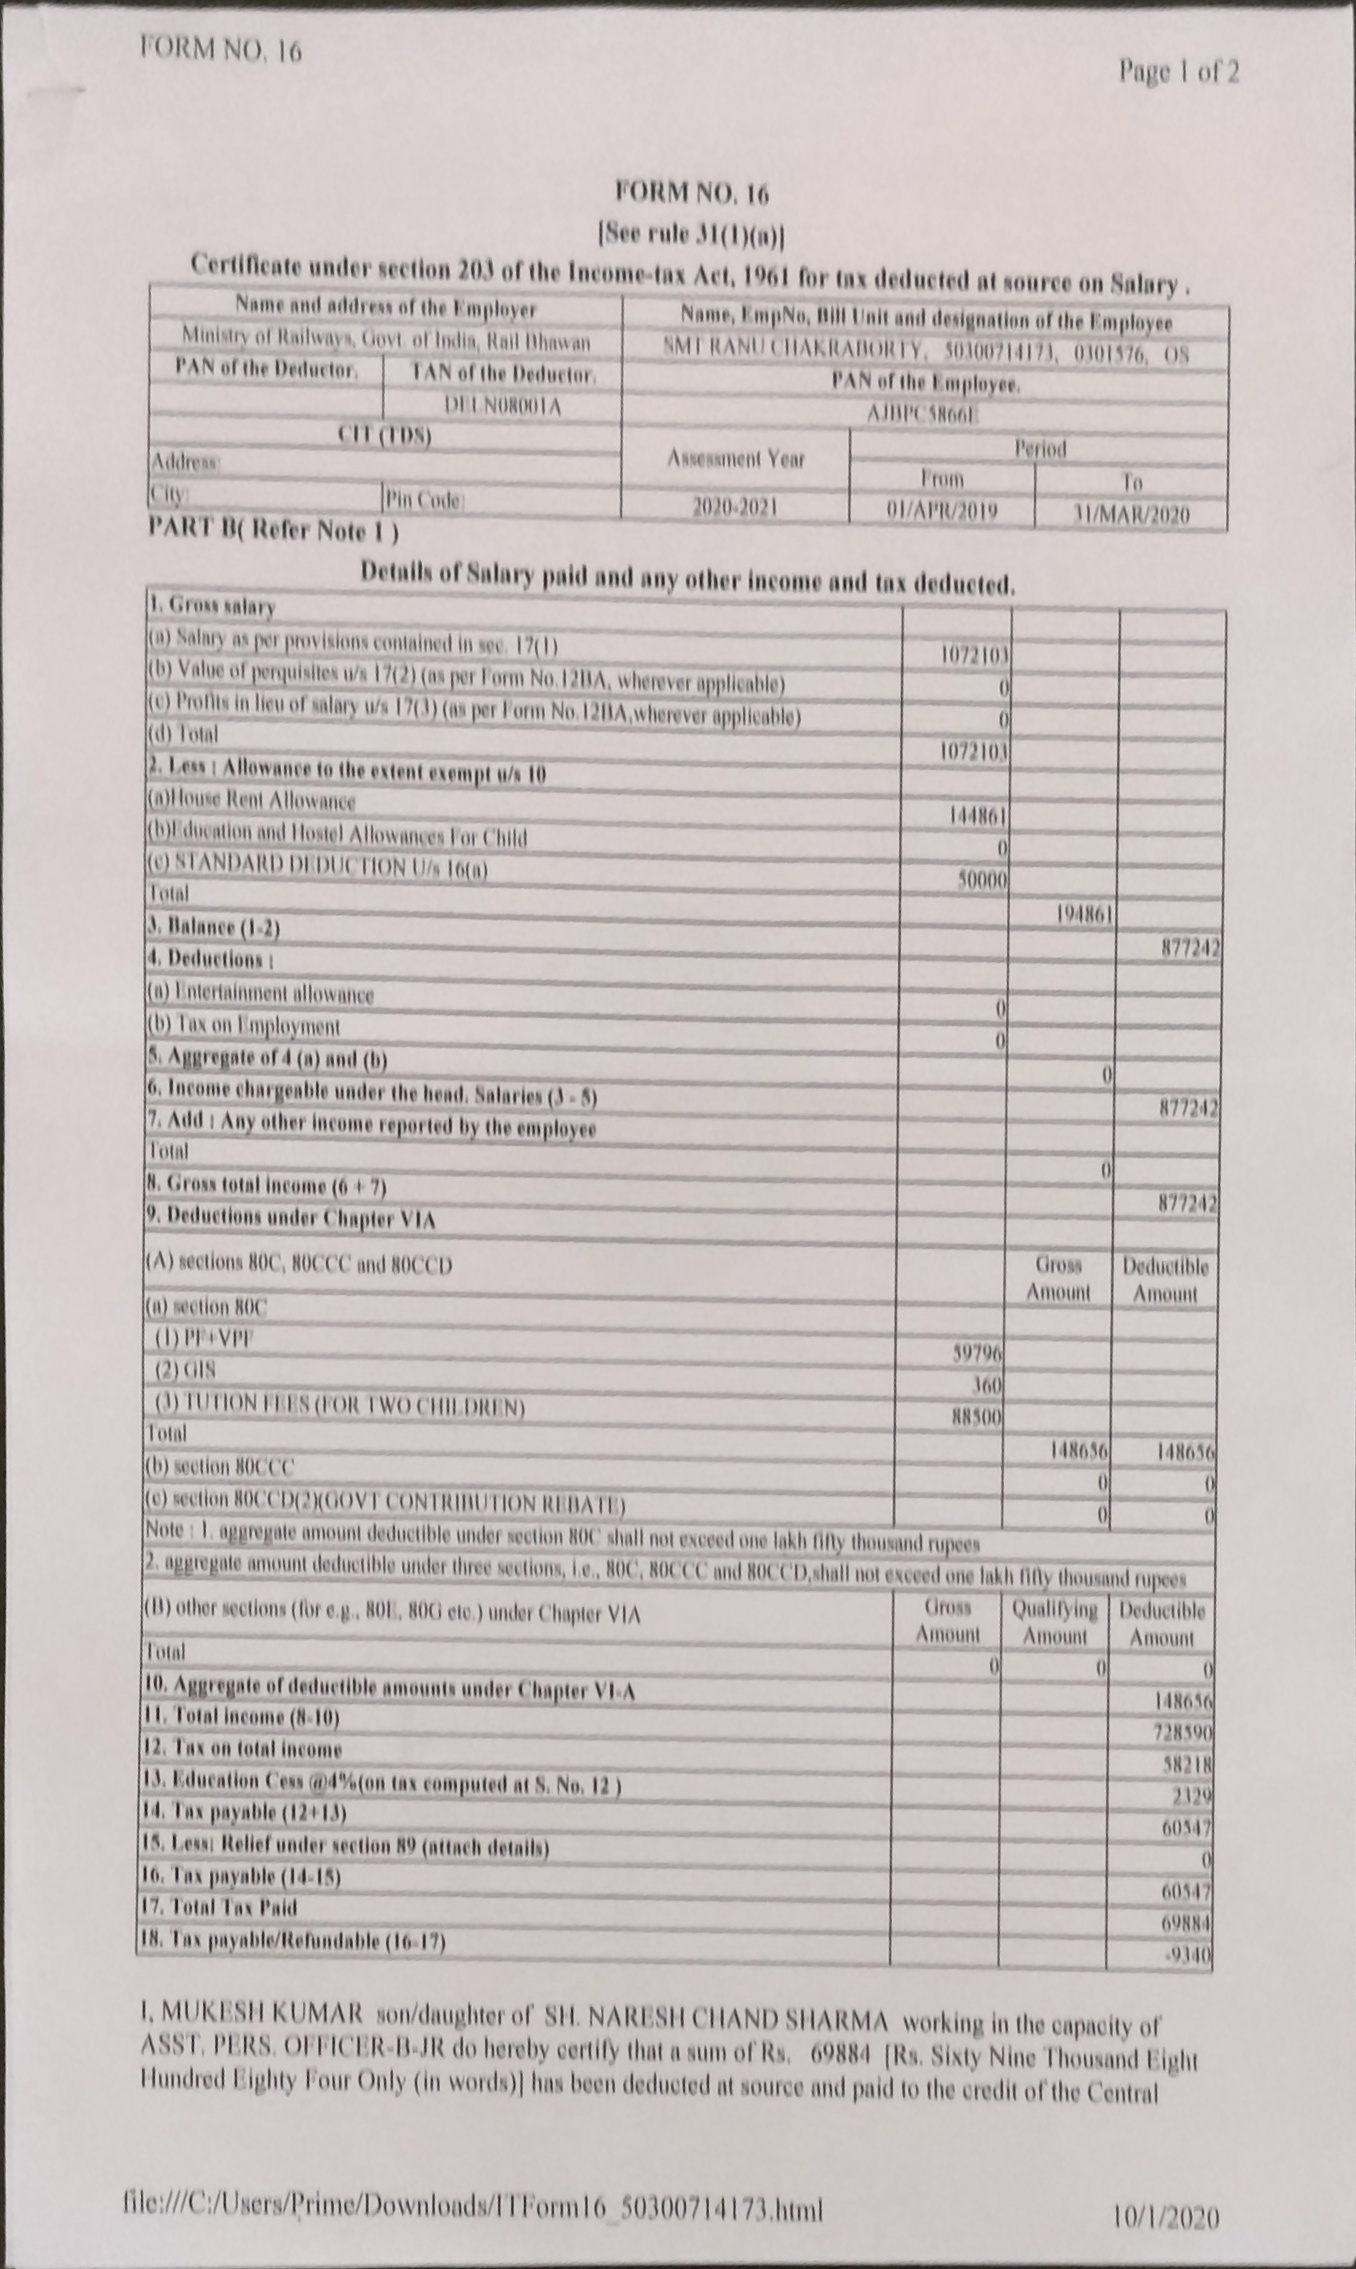 FORM NO. 16
Page 1 of 2
FORM NO. 16
[See rule 31(1)(a)]
Certificate under section 203 of the Income-tax Act, 1961 for tax deducted at source on Salary .
Name and address of the Employer
Name, EmpNo, Bill Unit and designation of the Employee
Ministry of Railways, Govt. of India, Rail Bhawan
SMT RANU CHAKRABORTY, 50300714173, 0301576, OS
PAN of the Deductor. TAN of the Deductor.
PAN of the Employee.
DELN08001A
AJBPC5866E
CIT (TDS)
Assessment Year
Period
Address:
From To
City: Pin Code:
2020-2021 01/APR/2019 31/MAR/2020
PART B( Refer Note 1 )
Details of Salary paid and any other income and tax deducted.
1. Gross salary
(a) Salary as per provisions contained in sec. 17(1) 1072103
(b) Value of perquisites u/s 17(2) (as per Form No.12BA, wherever applicable) 0
(c) Profits in lieu of salary u/s 17(3) (as per Form No.12BA,wherever applicable) 0
(d) Total 1072103
2. Less : Allowance to the extent exempt u/s 10
(a)House Rent Allowance 144861
(b)Education and Hostel Allowances For Child 0
(c) STANDARD DEDUCTION U/s 16(a) 50000
Total 194861
3. Balance (1-2) 877242
4. Deductions :
(a) Entertainment allowance 0
(b) Tax on Employment 0
5. Aggregate of 4 (a) and (b) 0
6. Income chargeable under the head. Salaries (3 - 5) 877242
7. Add : Any other income reported by the employee
Total 0
8. Gross total income (6 + 7) 877242
9. Deductions under Chapter VIA
(A) sections 80C, 80CCC and 80CCD Gross Amount Deductible Amount
(a) section 80C
(1) PF+VPF 59796
(2) GIS 360
(3) TUTION FEES (FOR TWO CHILDREN) 88500
Total 148656 148656
(b) section 80CCC 0 0
(c) section 80CCD(2)(GOVT CONTRIBUTION REBATE) 0 0
Note : 1. aggregate amount deductible under section 80C shall not exceed one lakh fifty thousand rupees
2. aggregate amount deductible under three sections, i.e., 80C, 80CCC and 80CCD,shall not exceed one lakh fifty thousand rupees
(B) other sections (for e.g., 80E, 80G etc.) under Chapter VIA Gross Amount Qualifying Amount Deductible Amount
Total 0 0 0
10. Aggregate of deductible amounts under Chapter VI-A 148656
11. Total income (8-10) 728590
12. Tax on total income 58218
13. Education Cess @4%(on tax computed at S. No. 12 ) 2329
14. Tax payable (12+13) 60547
15. Less: Relief under section 89 (attach details) 0
16. Tax payable (14-15) 60547
17. Total Tax Paid 69884
18. Tax payable/Refundable (16-17) -9340
I, MUKESH KUMAR son/daughter of SH. NARESH CHAND SHARMA working in the capacity of
ASST. PERS. OFFICER-B-JR do hereby certify that a sum of Rs. 69884 [Rs. Sixty Nine Thousand Eight
Hundred Eighty Four Only (in words)] has been deducted at source and paid to the credit of the Central
file:///C:/Users/Prime/Downloads/ITForm16_50300714173.html
10/1/2020